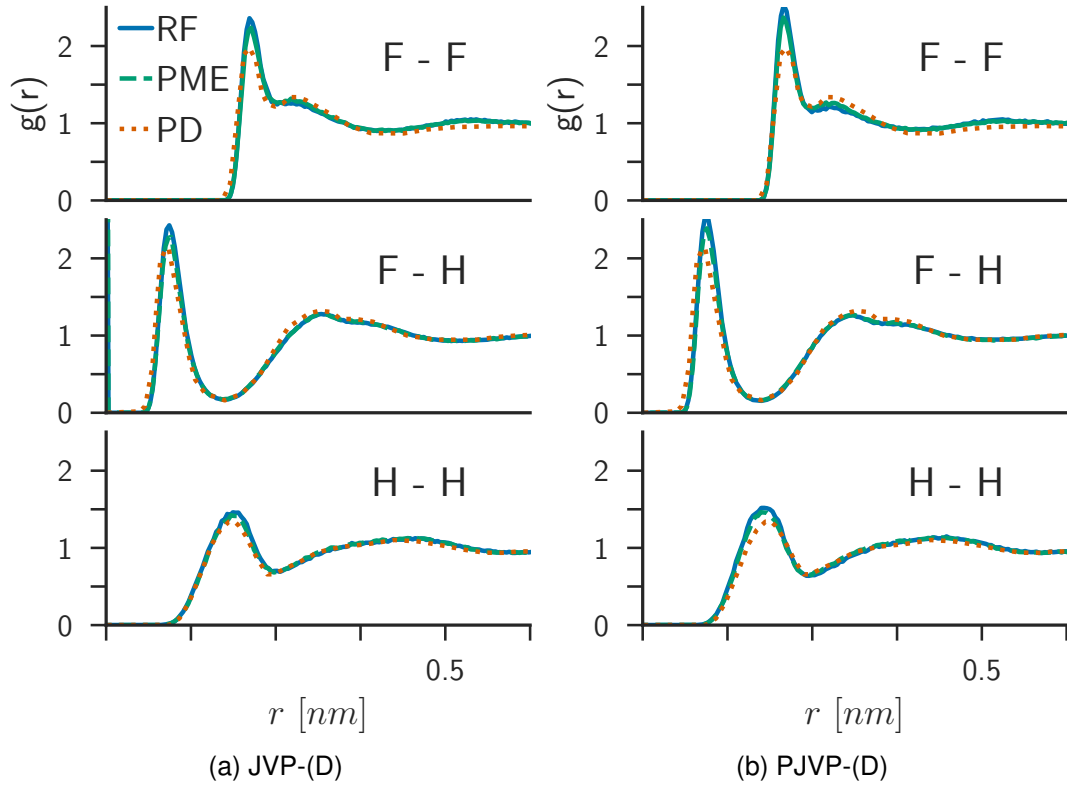 RF
PME
PD
F - F
F - F
g(r)
g(r)
2
1
0
2
1
0
F - H
F - H
2
1
0
2
1
0
H - H
H - H
2
1
0
2
1
0
0.5
0.5
r [nm]
r [nm]
(a) JVP-(D)
(b) PJVP-(D)